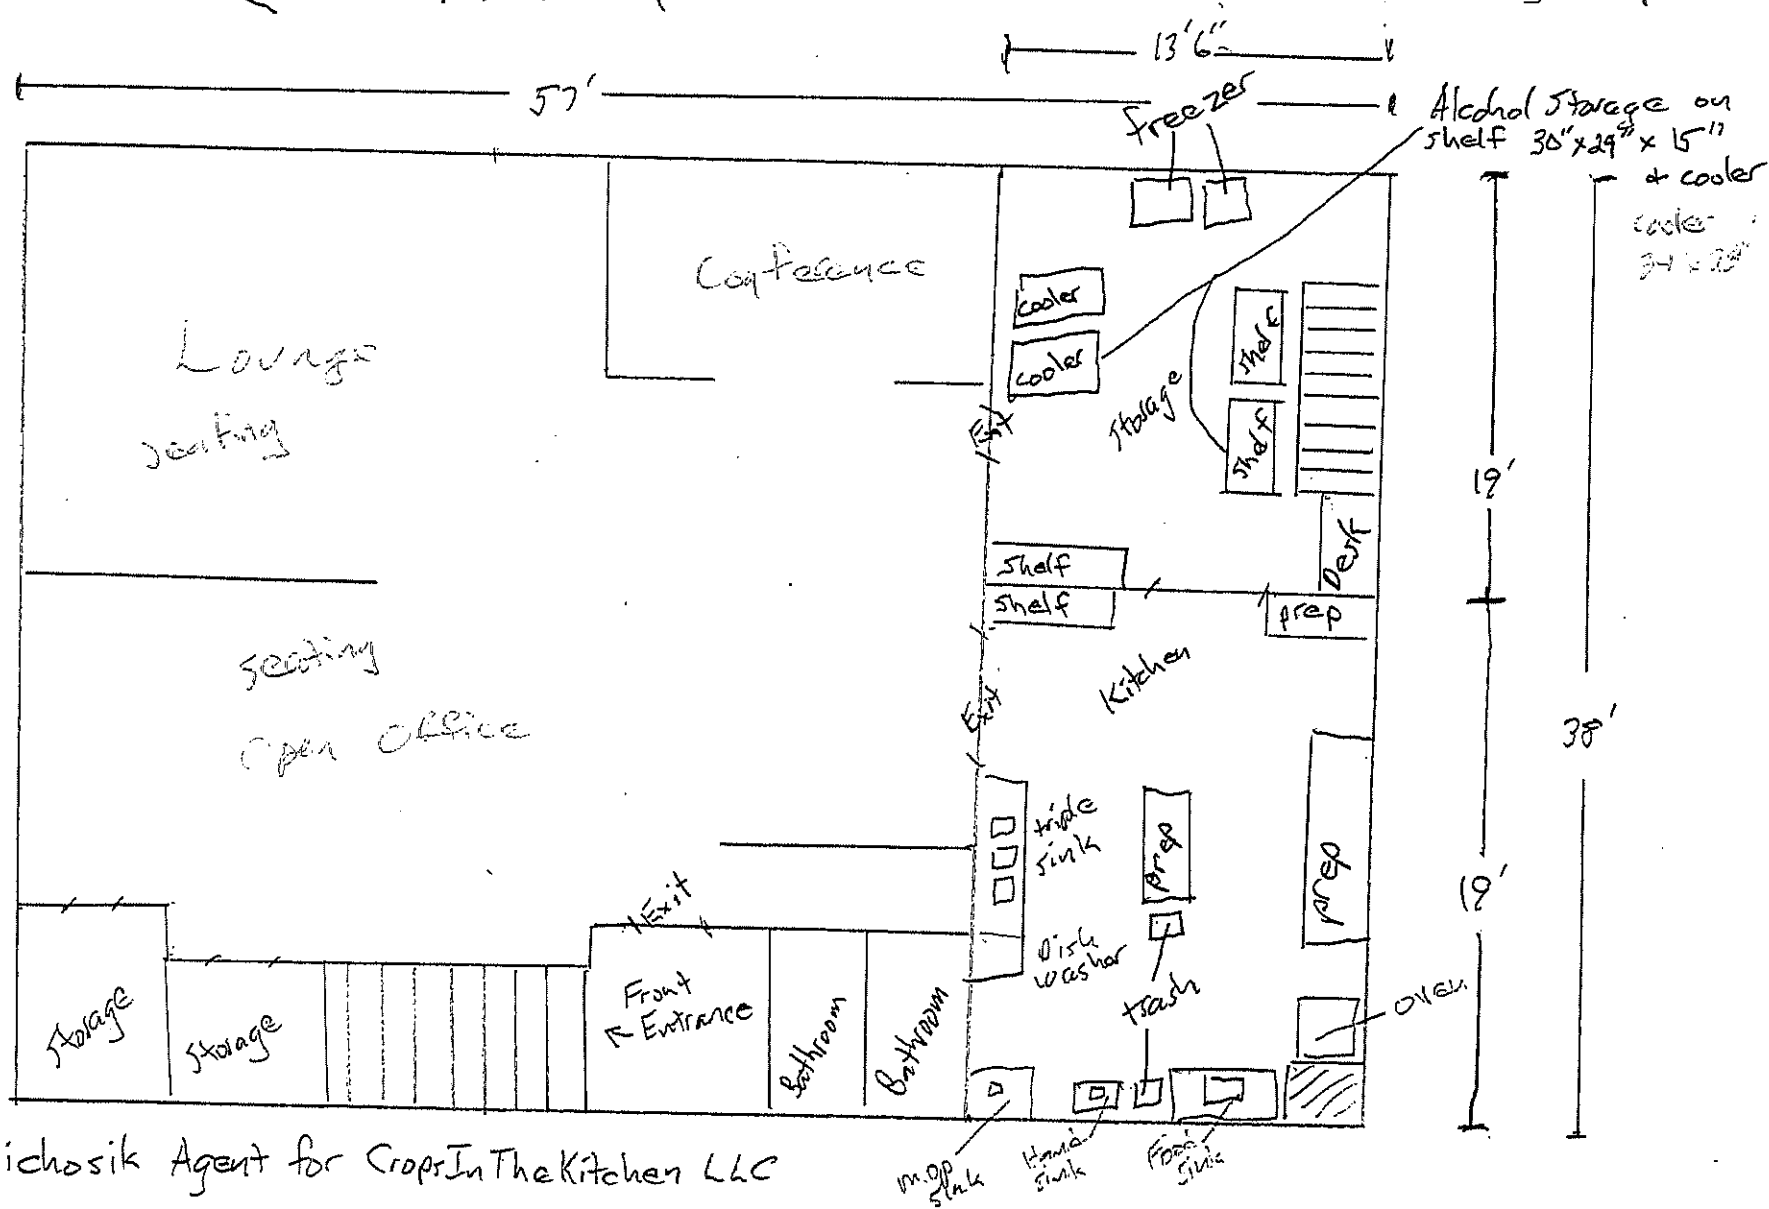 13'6"
57'
freezer
Alcohol Storage on
shelf 30"x29"x 15"
& cooler
cooler
Conference
Lounge
seating
cooler
cooler
Storage
shelf
shelf
Exit
19'
Desk
shelf
shelf
prep
Kitchen
Exit
seating
open Office
38'
triple
sink
prep
prep
19'
Exit
Dish
washer
trash
oven
Storage
Storage
Front
Entrance
Bathroom
Bathroom
mop
sink
Hand
sink
Food
sink
ichosik Agent for CropsInTheKitchen LLC